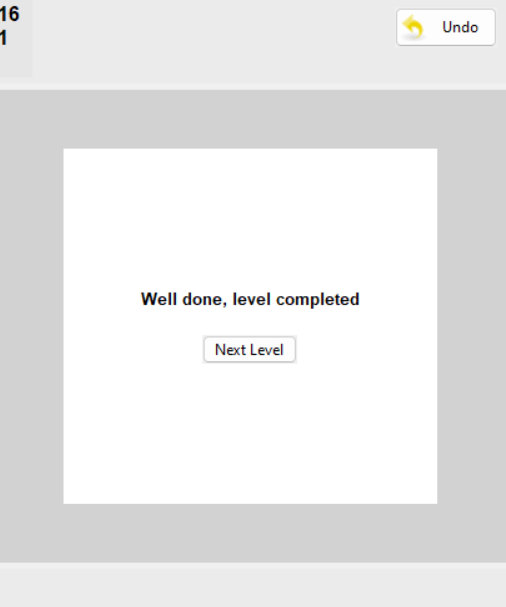 16
1
Undo
Well done, level completed
Next Level